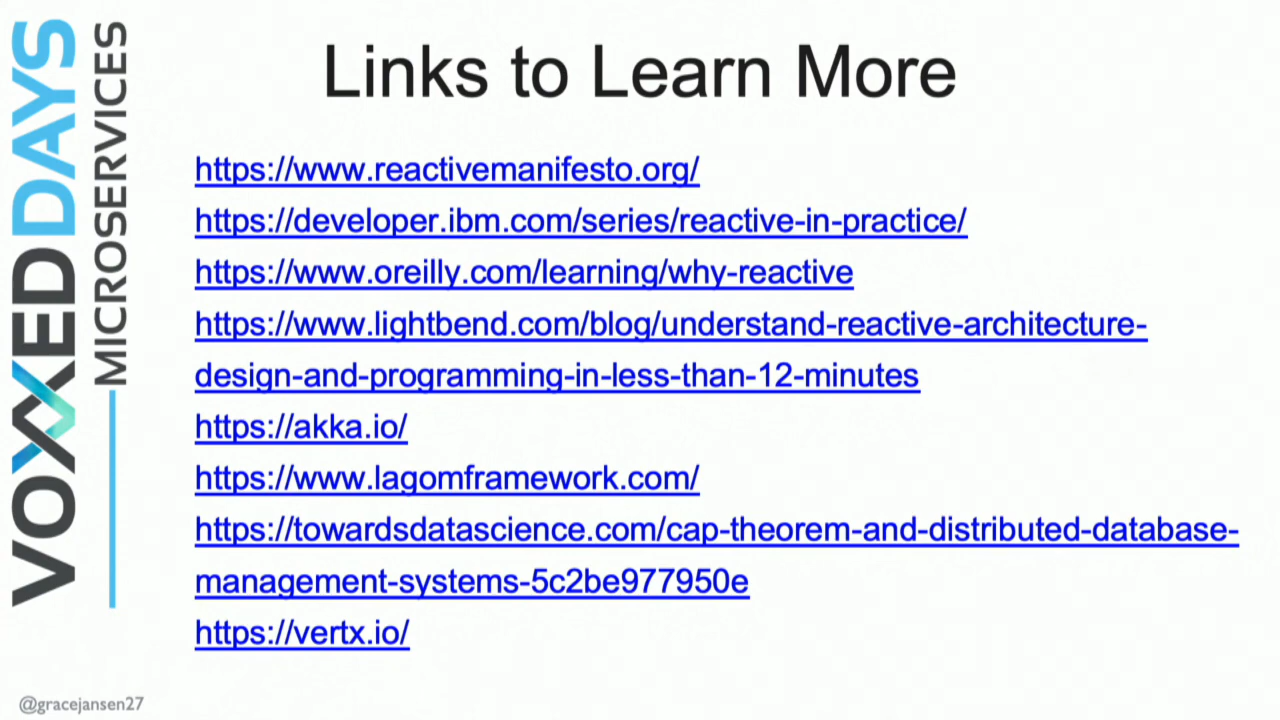 VOXXED DAYS
MICROSERVICES
Links to Learn More
https://www.reactivemanifesto.org/
https://developer.ibm.com/series/reactive-in-practice/
https://www.oreilly.com/learning/why-reactive
https://www.lightbend.com/blog/understand-reactive-architecture-
design-and-programming-in-less-than-12-minutes
https://akka.io/
https://www.lagomframework.com/
https://towardsdatascience.com/cap-theorem-and-distributed-database-
management-systems-5c2be977950e
https://vertx.io/
@gracejansen27